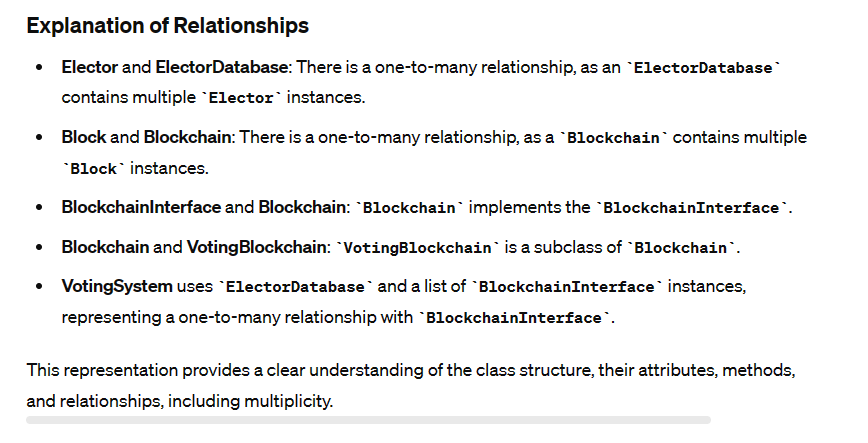 Explanation of Relationships
• Elector and ElectorDatabase: There is a one-to-many relationship, as an `ElectorDatabase`
contains multiple `Elector` instances.
• Block and Blockchain: There is a one-to-many relationship, as a `Blockchain` contains multiple
`Block` instances.
• BlockchainInterface and Blockchain: `Blockchain` implements the `BlockchainInterface`.
• Blockchain and VotingBlockchain: `VotingBlockchain` is a subclass of `Blockchain`.
• VotingSystem uses `ElectorDatabase` and a list of `BlockchainInterface` instances,
representing a one-to-many relationship with `BlockchainInterface`.
This representation provides a clear understanding of the class structure, their attributes, methods,
and relationships, including multiplicity.